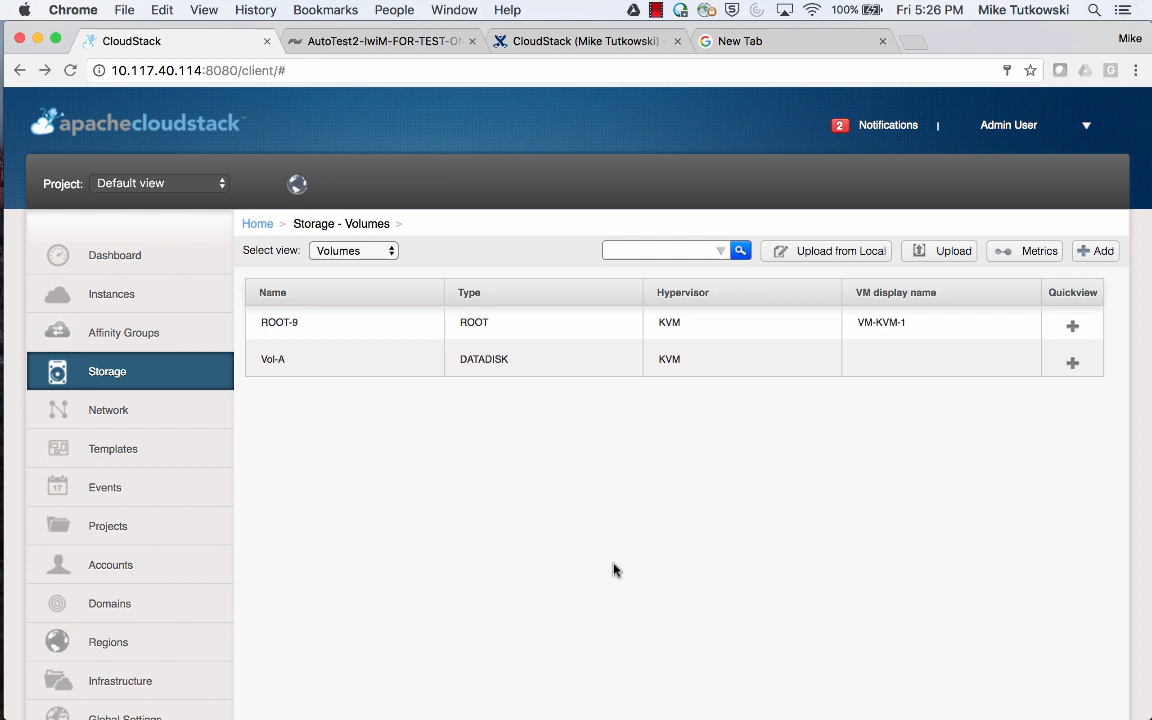 Chrome File Edit View History Bookmarks People Window Help 100% Fri 5:26 PM Mike Tutkowski
CloudStack AutoTest2-IwiM-FOR-TEST-ON CloudStack (Mike Tutkowski) - New Tab Mike
10.117.40.114:8080/client/#
apachecloudstack 2 Notifications | Admin User
Project: Default view
Home > Storage - Volumes >
Select view: Volumes Upload from Local Upload Metrics Add
Name Type Hypervisor VM display name Quickview
ROOT-9 ROOT KVM VM-KVM-1
Vol-A DATADISK KVM
Dashboard
Instances
Affinity Groups
Storage
Network
Templates
17 Events
Projects
Accounts
Domains
Regions
Infrastructure
Global Settings